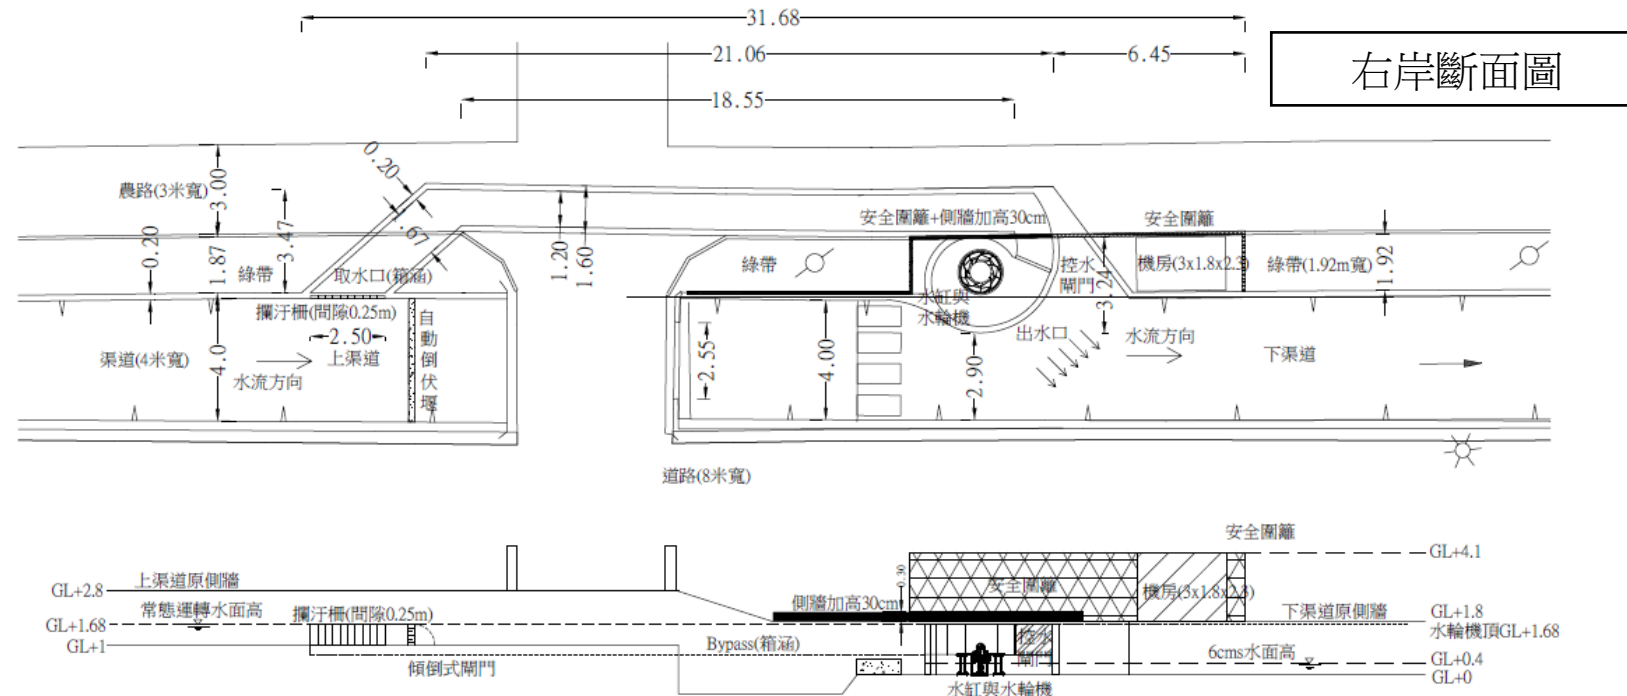 31.68
21.06
6.45
18.55
右岸斷面圖
農路(3米寬)
3.00
0.20
3.47
1.67
0.20
1.87
綠帶
取水口(箱涵)
1.20
1.60
安全圍籬+側牆加高30cm
安全圍籬
綠帶
控水
閘門
3.24
機房(3x1.8x2.3)
綠帶(1.92m寬)
1.92
攔汙柵(間隙0.25m)
2.50
水缸與
水輪機
渠道(4米寬)
4.0
水流方向
上渠道
自動倒伏堰
2.55
4.00
2.90
出水口
水流方向
下渠道
道路(8米寬)
安全圍籬
GL+4.1
GL+2.8
上渠道原側牆
0.30
安全圍籬
機房(3x1.8x2.3)
側牆加高30cm
下渠道原側牆
GL+1.8
常態運轉水面高
攔汙柵(間隙0.25m)
GL+1.68
水輪機頂GL+1.68
GL+1
Bypass(箱涵)
控水
閘門
6cms水面高
GL+0.4
傾倒式閘門
GL+0
水缸與水輪機